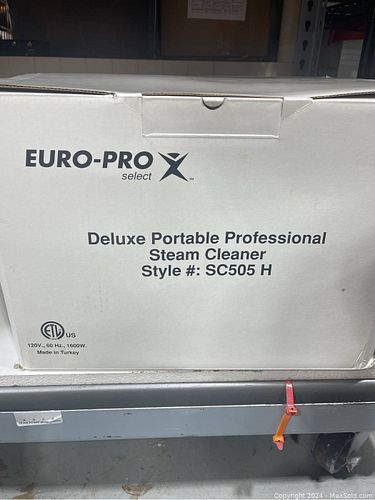 EURO-PRO X™
select
Deluxe Portable Professional
Steam Cleaner
Style #: SC505 H
ETL US
120V., 60 Hz., 1600W.
Made in Turkey
Copyright 2024 - MaxSold.com